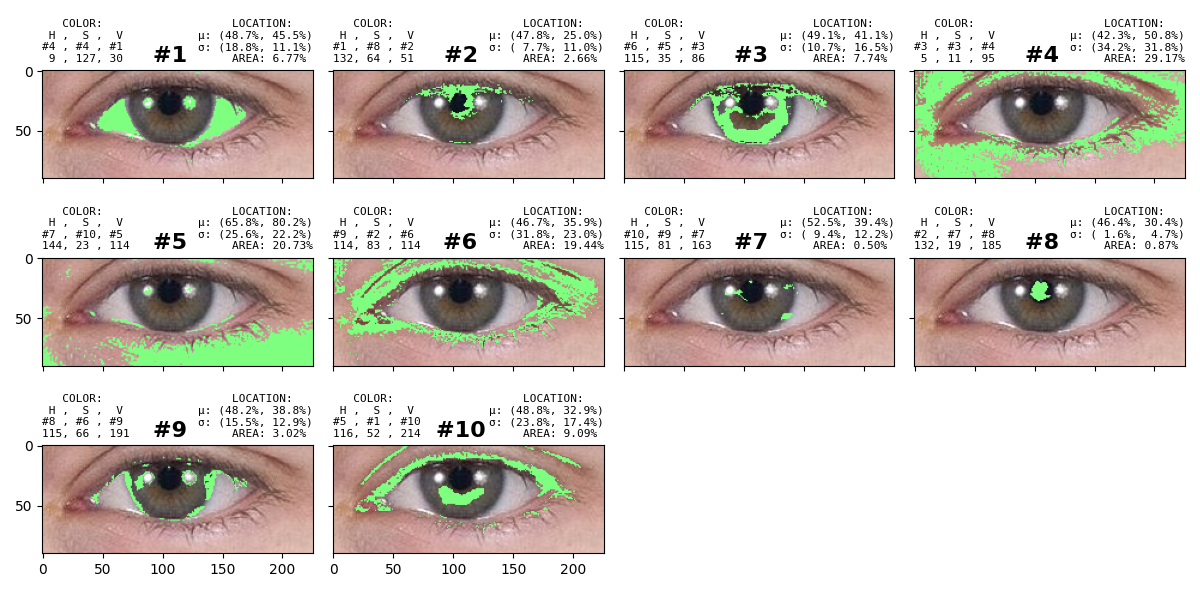 COLOR: LOCATION:
H , S , V μ: (48.7%, 45.5%)
#4 , #4 , #1 #1 σ: (18.8%, 11.1%)
9 , 127, 30 AREA: 6.77%
COLOR: LOCATION:
H , S , V μ: (47.8%, 25.0%)
#1 , #8 , #2 #2 σ: ( 7.7%, 11.0%)
132, 64 , 51 AREA: 2.66%
COLOR: LOCATION:
H , S , V μ: (49.1%, 41.1%)
#6 , #5 , #3 #3 σ: (10.7%, 16.5%)
115, 35 , 86 AREA: 7.74%
COLOR: LOCATION:
H , S , V μ: (42.3%, 50.8%)
#3 , #3 , #4 #4 σ: (34.2%, 31.8%)
5 , 11 , 95 AREA: 29.17%
0
50
COLOR: LOCATION:
H , S , V μ: (65.8%, 80.2%)
#7 , #10, #5 #5 σ: (25.6%, 22.2%)
144, 23 , 114 AREA: 20.73%
COLOR: LOCATION:
H , S , V μ: (46.7%, 35.9%)
#9 , #2 , #6 #6 σ: (31.8%, 23.0%)
114, 83 , 114 AREA: 19.44%
COLOR: LOCATION:
H , S , V μ: (52.5%, 39.4%)
#10, #9 , #7 #7 σ: ( 9.4%, 12.2%)
115, 81 , 163 AREA: 0.50%
COLOR: LOCATION:
H , S , V μ: (46.4%, 30.4%)
#2 , #7 , #8 #8 σ: ( 1.6%, 4.7%)
132, 19 , 185 AREA: 0.87%
0
50
COLOR: LOCATION:
H , S , V μ: (48.2%, 38.8%)
#8 , #6 , #9 #9 σ: (15.5%, 12.9%)
115, 66 , 191 AREA: 3.02%
COLOR: LOCATION:
H , S , V μ: (48.8%, 32.9%)
#5 , #1 , #10 #10 σ: (23.8%, 17.4%)
116, 52 , 214 AREA: 9.09%
0
50
0 50 100 150 200
0 50 100 150 200